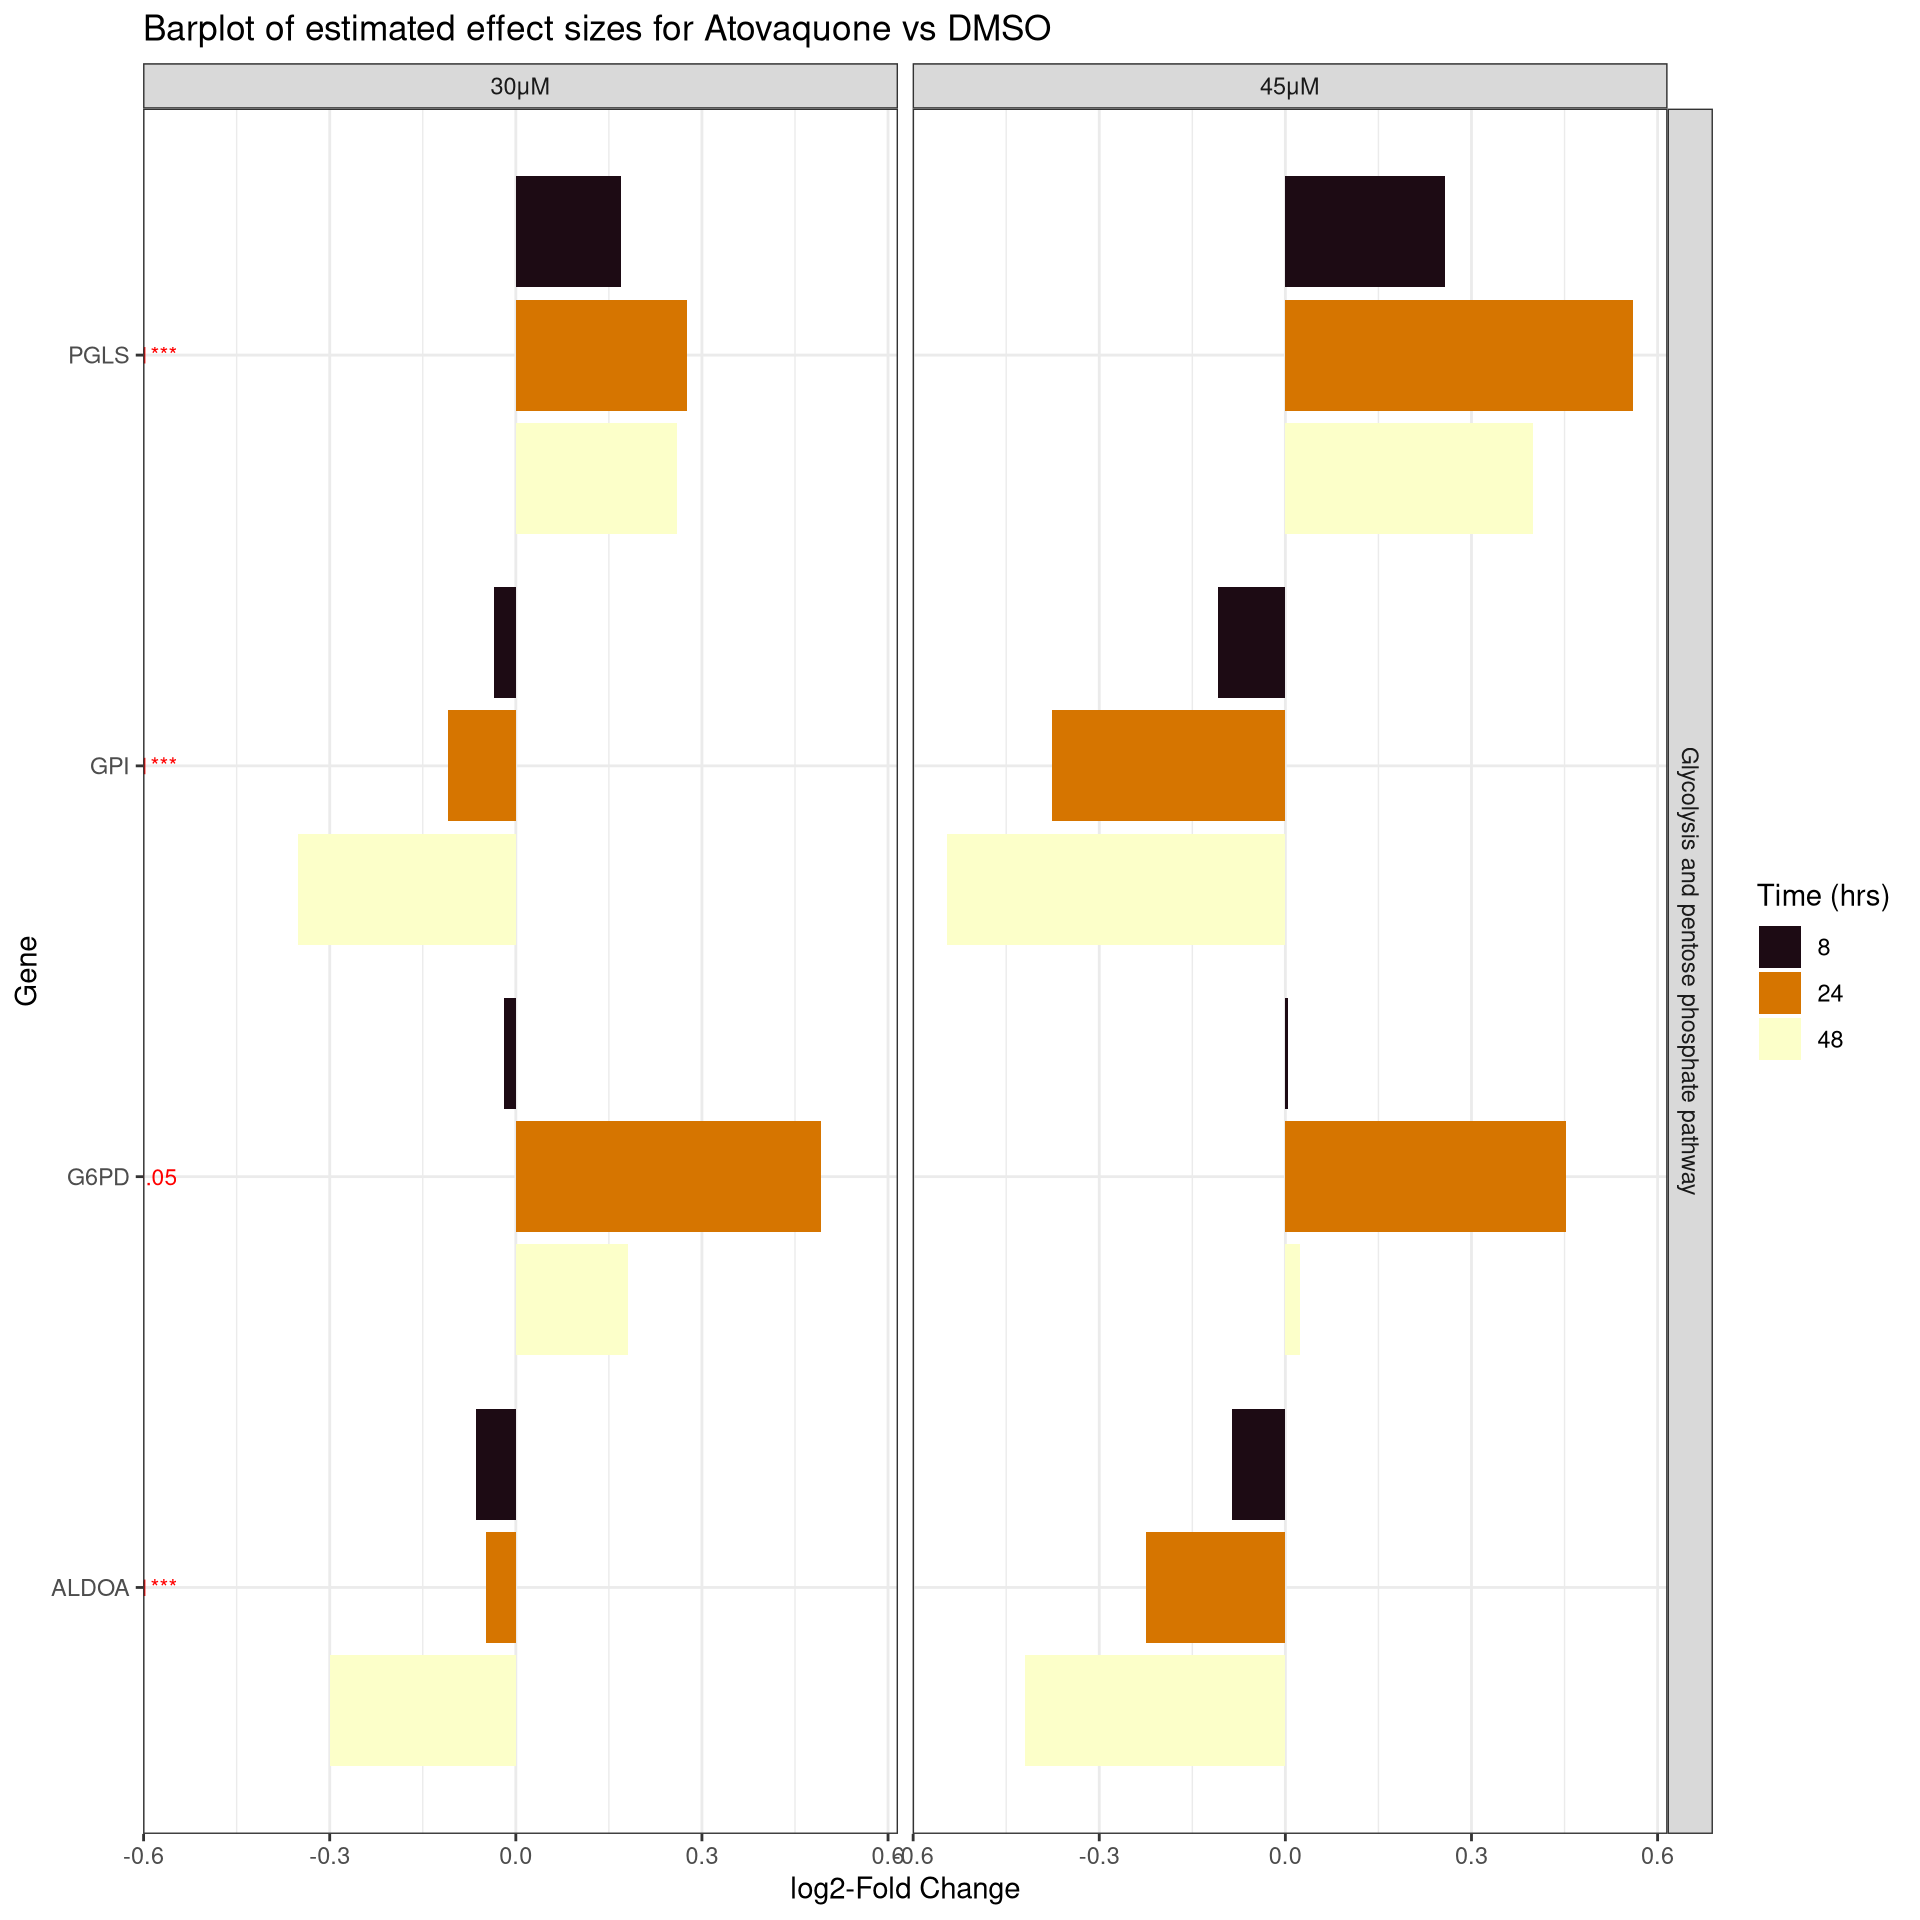 Barplot of estimated effect sizes for Atovaquone vs DMSO
30µM
45µM
PGLS
***
GPI
***
G6PD
.05
ALDOA
***
Gene
Glycolysis and pentose phosphate pathway
Time (hrs)
8
24
48
-0.6
-0.3
0.0
0.3
0.6
-0.6
-0.3
0.0
0.3
0.6
log2-Fold Change